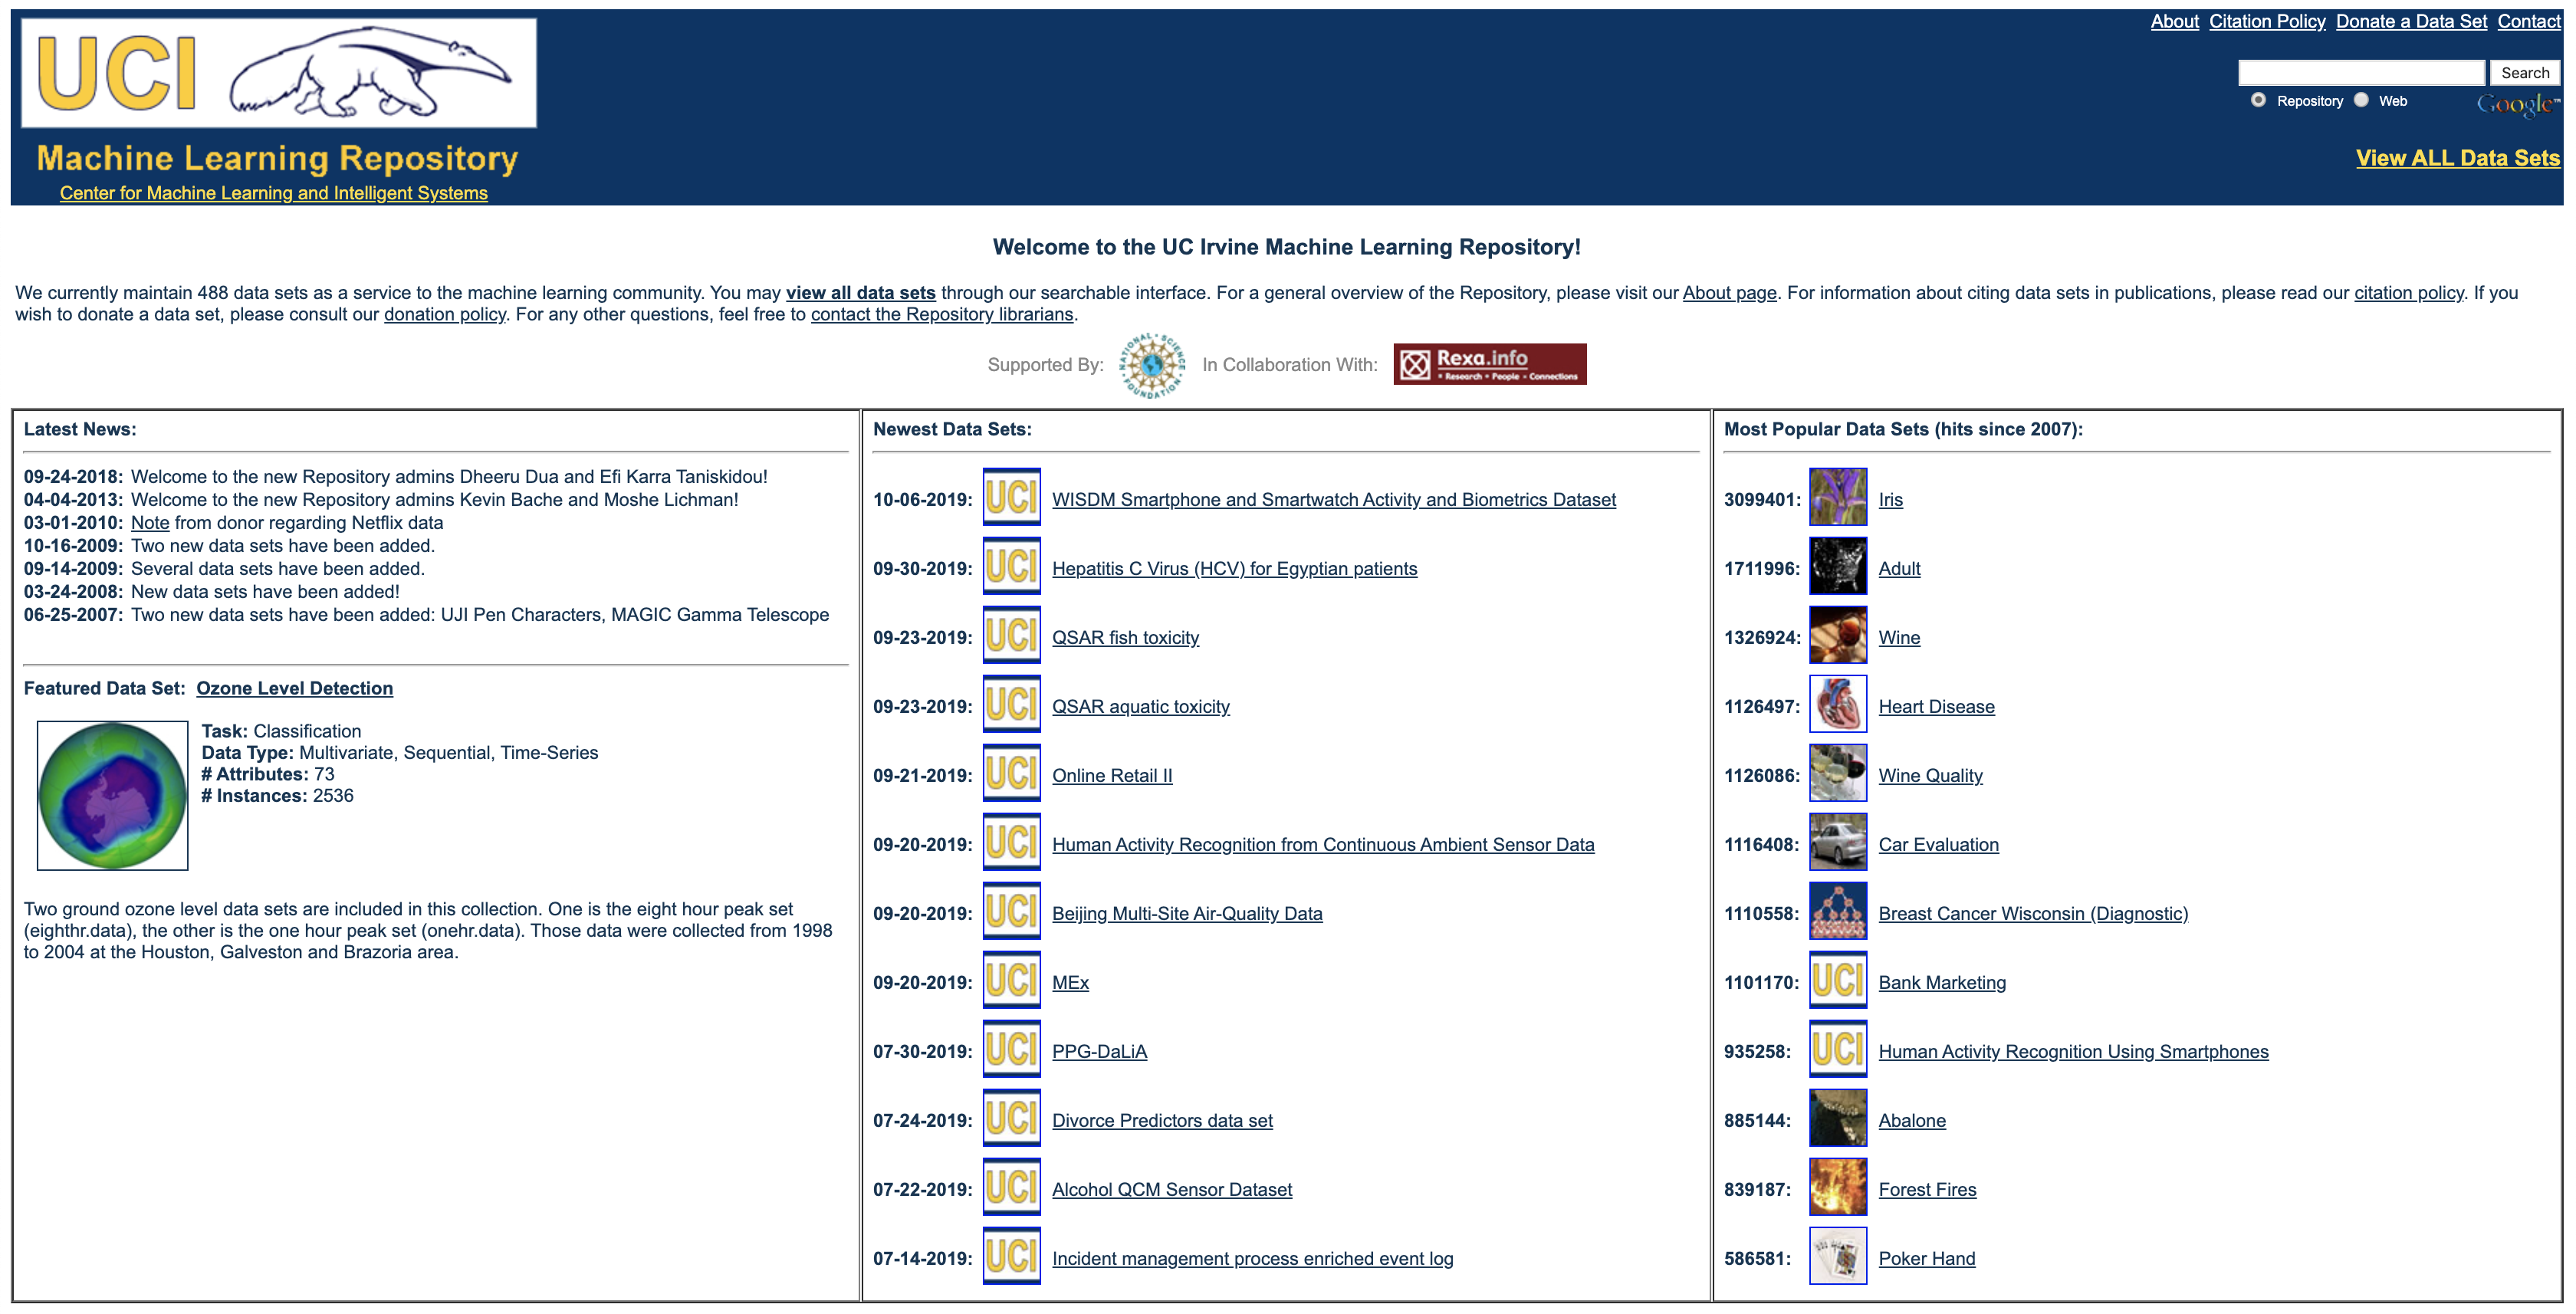 About Citation Policy Donate a Data Set Contact
UCI
Search
Repository Web Google™
Machine Learning Repository
View ALL Data Sets
Center for Machine Learning and Intelligent Systems
Welcome to the UC Irvine Machine Learning Repository!
We currently maintain 488 data sets as a service to the machine learning community. You may view all data sets through our searchable interface. For a general overview of the Repository, please visit our About page. For information about citing data sets in publications, please read our citation policy. If you
wish to donate a data set, please consult our donation policy. For any other questions, feel free to contact the Repository librarians.
Supported By: NATIONAL SCIENCE FOUNDATION In Collaboration With: Rexa.info
Research • People • Connections
Latest News:
09-24-2018: Welcome to the new Repository admins Dheeru Dua and Efi Karra Taniskidou!
04-04-2013: Welcome to the new Repository admins Kevin Bache and Moshe Lichman!
03-01-2010: Note from donor regarding Netflix data
10-16-2009: Two new data sets have been added.
09-14-2009: Several data sets have been added.
03-24-2008: New data sets have been added!
06-25-2007: Two new data sets have been added: UJI Pen Characters, MAGIC Gamma Telescope
Featured Data Set: Ozone Level Detection
Task: Classification
Data Type: Multivariate, Sequential, Time-Series
# Attributes: 73
# Instances: 2536
Two ground ozone level data sets are included in this collection. One is the eight hour peak set
(eighthr.data), the other is the one hour peak set (onehr.data). Those data were collected from 1998
to 2004 at the Houston, Galveston and Brazoria area.
Newest Data Sets:
10-06-2019: UCI WISDM Smartphone and Smartwatch Activity and Biometrics Dataset
09-30-2019: UCI Hepatitis C Virus (HCV) for Egyptian patients
09-23-2019: UCI QSAR fish toxicity
09-23-2019: UCI QSAR aquatic toxicity
09-21-2019: UCI Online Retail II
09-20-2019: UCI Human Activity Recognition from Continuous Ambient Sensor Data
09-20-2019: UCI Beijing Multi-Site Air-Quality Data
09-20-2019: UCI MEx
07-30-2019: UCI PPG-DaLiA
07-24-2019: UCI Divorce Predictors data set
07-22-2019: UCI Alcohol QCM Sensor Dataset
07-14-2019: UCI Incident management process enriched event log
Most Popular Data Sets (hits since 2007):
3099401: Iris
1711996: Adult
1326924: Wine
1126497: Heart Disease
1126086: Wine Quality
1116408: Car Evaluation
1110558: Breast Cancer Wisconsin (Diagnostic)
1101170: UCI Bank Marketing
935258: UCI Human Activity Recognition Using Smartphones
885144: Abalone
839187: Forest Fires
586581: Poker Hand